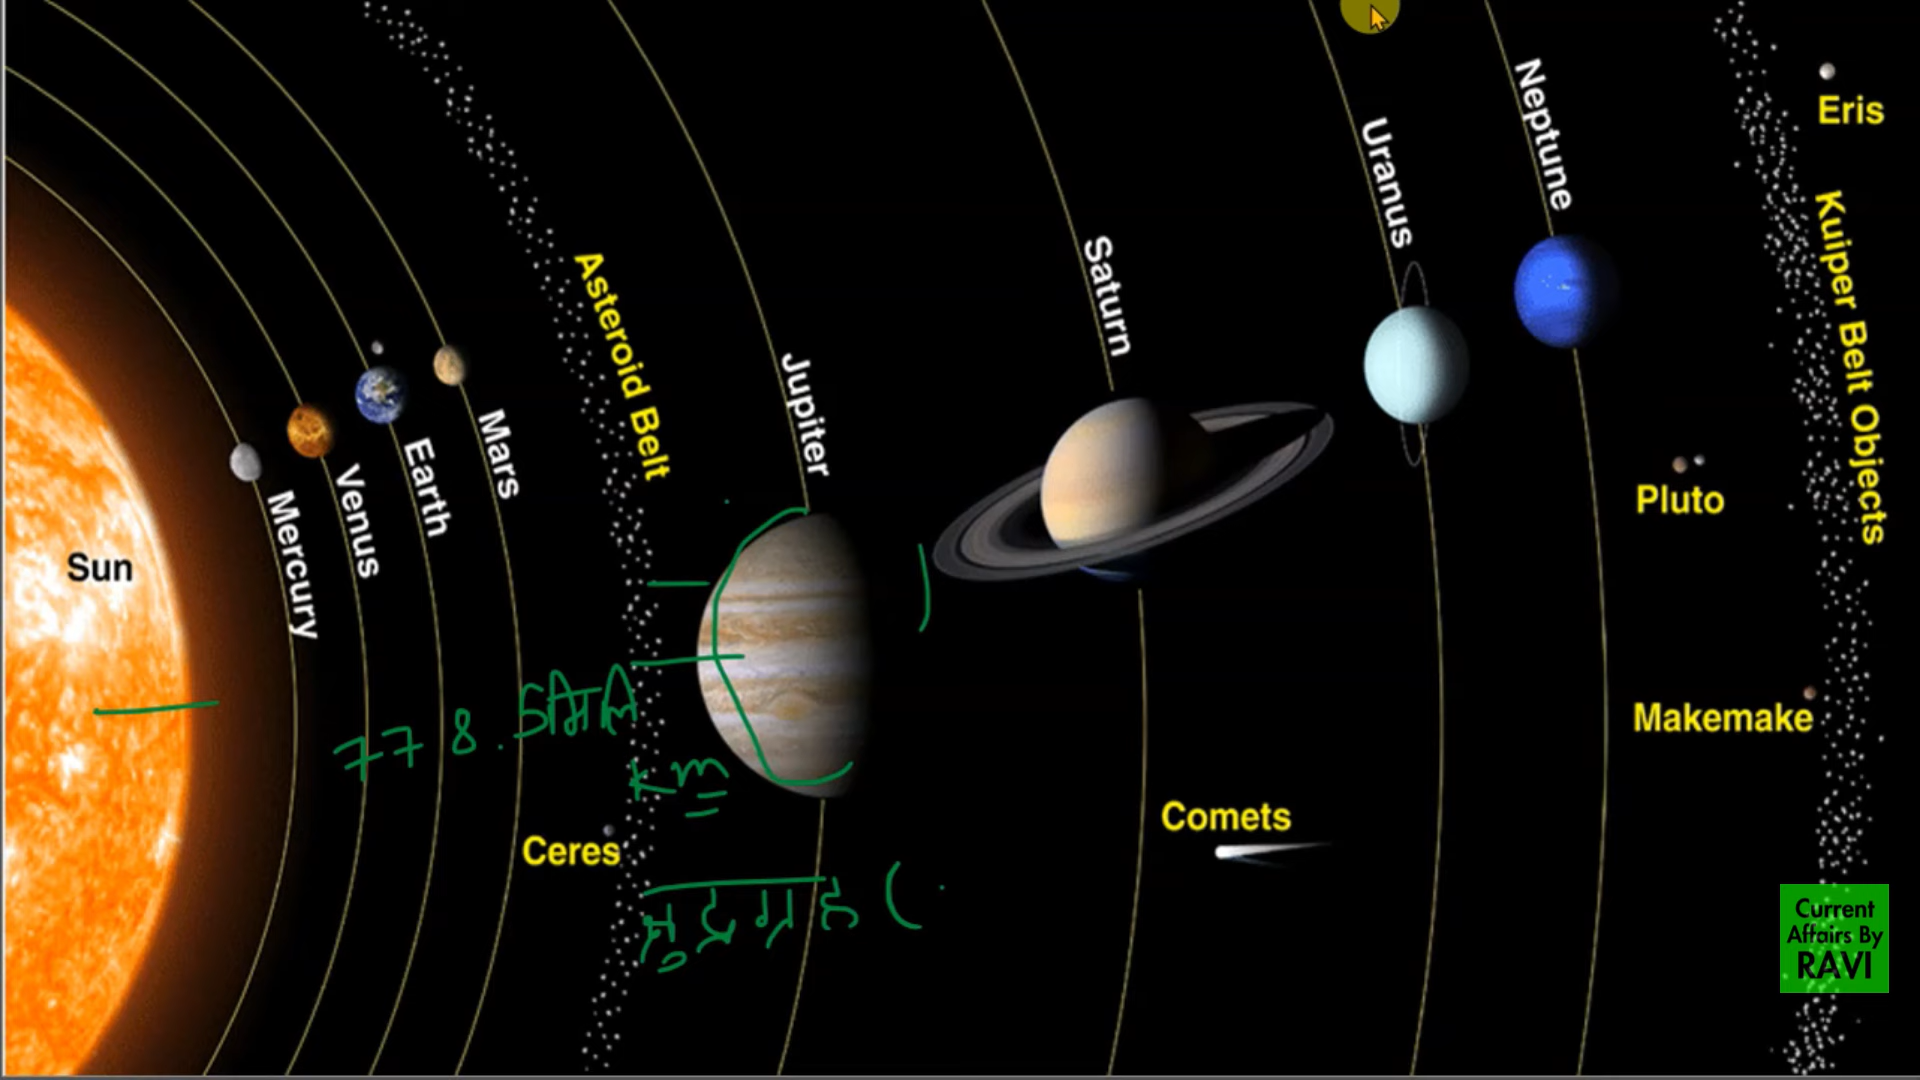 Eris
Neptune
Uranus
Kuiper Belt Objects
Saturn
Asteroid Belt
Jupiter
Mars
Earth
Venus
Mercury
Sun
Pluto
Makemake
778.5
km
Ceres
Comets
Current
Affairs By
RAVI